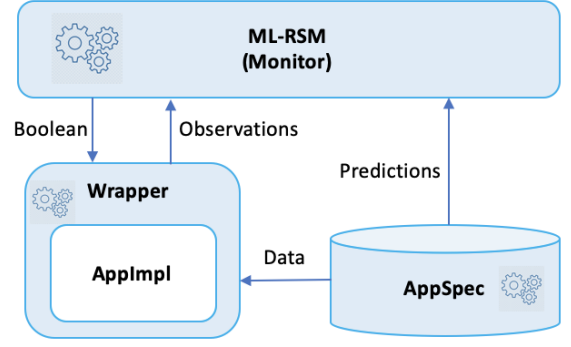 ML-RSM
(Monitor)
Boolean
Observations
Predictions
Wrapper
AppImpl
Data
AppSpec